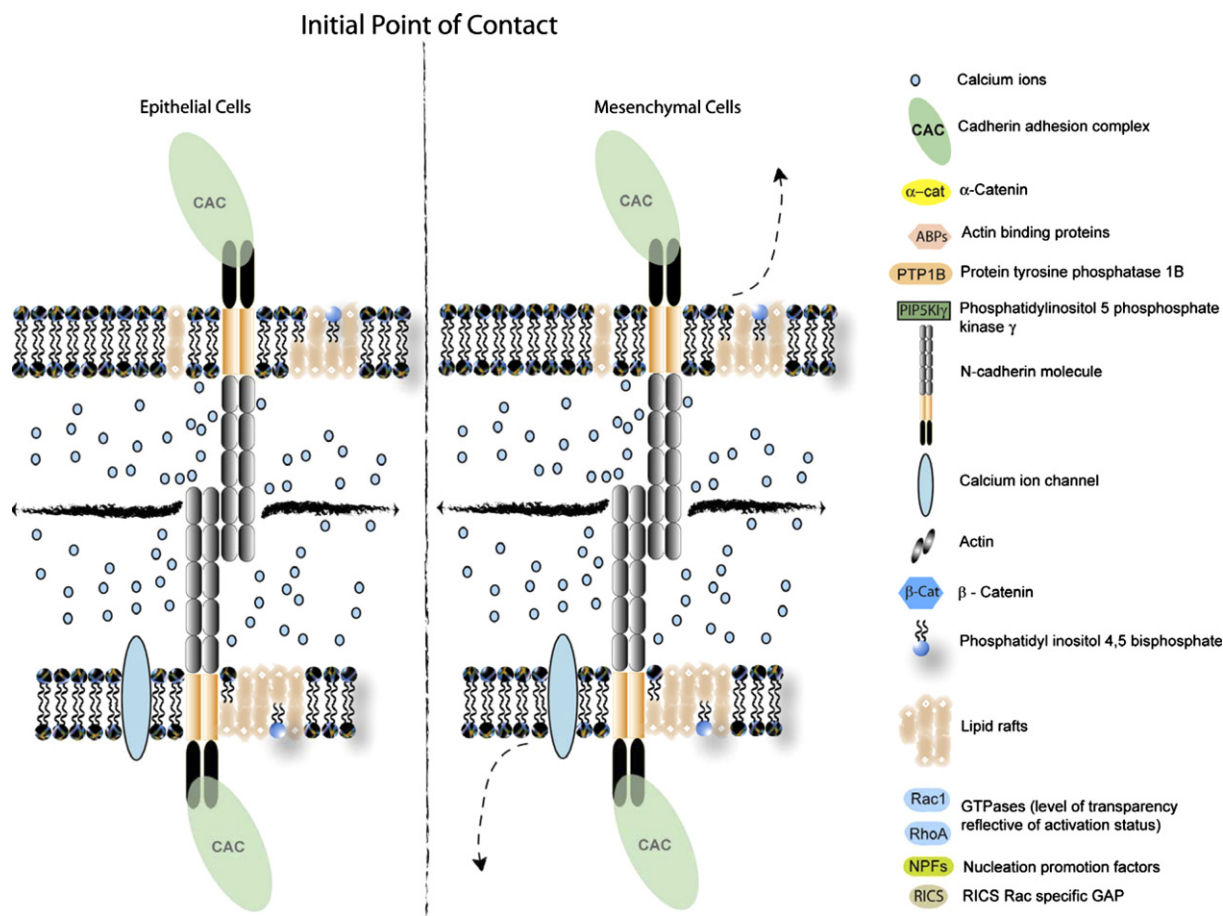 Initial Point of Contact
Epithelial Cells
Mesenchymal Cells
CAC
CAC
CAC
CAC
Calcium ions
CAC
Cadherin adhesion complex
α–cat
α-Catenin
ABPs
Actin binding proteins
PTP1B
Protein tyrosine phosphatase 1B
PIP5KIγ
Phosphatidylinositol 5 phosphosphate
kinase γ
N-cadherin molecule
Calcium ion channel
Actin
β-Cat
β - Catenin
Phosphatidyl inositol 4,5 bisphosphate
Lipid rafts
Rac1
RhoA
GTPases (level of transparency
reflective of activation status)
NPFs
Nucleation promotion factors
RICS
RICS Rac specific GAP